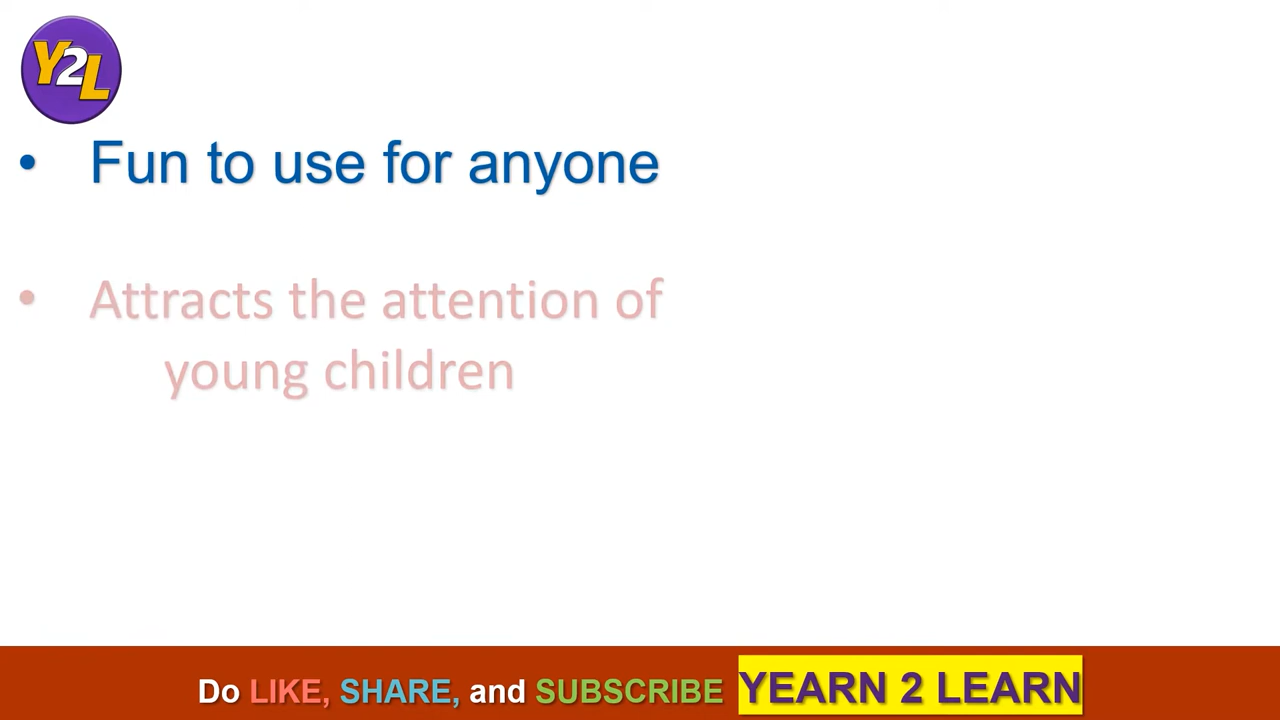 Y2L
• Fun to use for anyone
• Attracts the attention of
young children
Do LIKE, SHARE, and SUBSCRIBE YEARN 2 LEARN